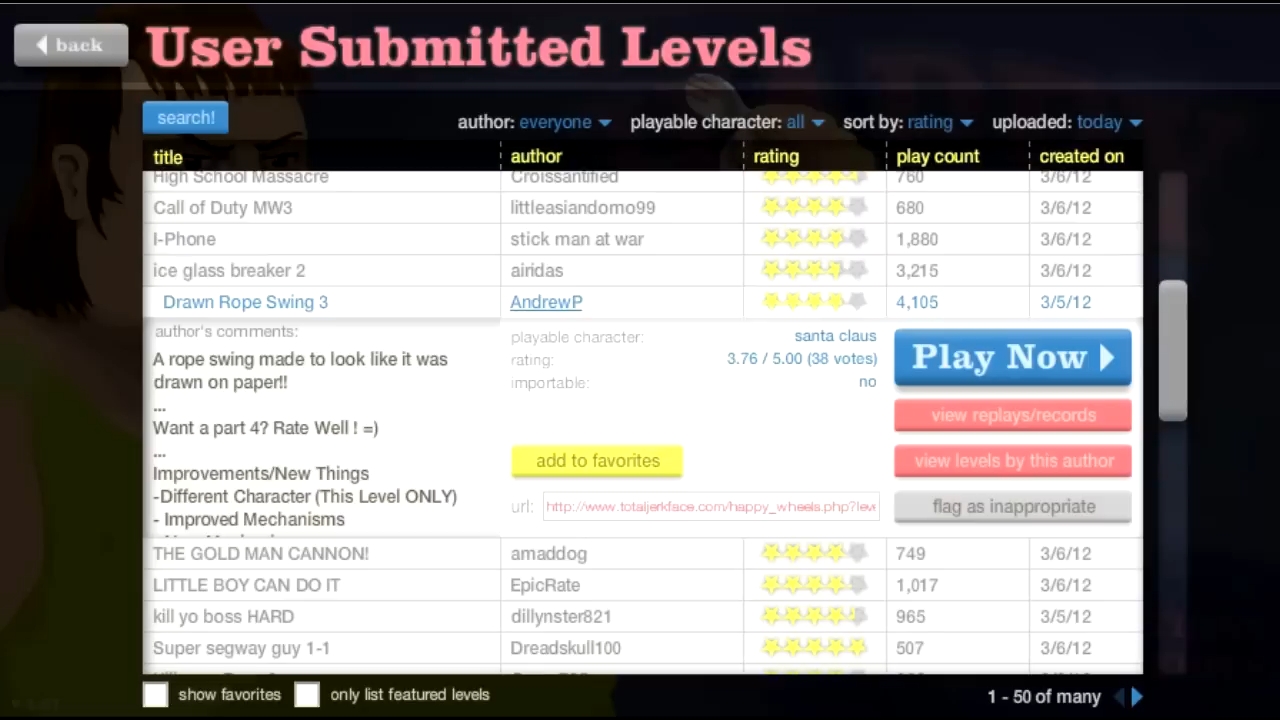 back
User Submitted Levels
search!
author: everyone playable character: all sort by: rating uploaded: today
title author rating play count created on
High School Massacre Croissantified 760 3/6/12
Call of Duty MW3 littleasiandomo99 680 3/6/12
I-Phone stick man at war 1,880 3/6/12
ice glass breaker 2 airidas 3,215 3/6/12
Drawn Rope Swing 3 AndrewP 4,105 3/5/12
author's comments:
A rope swing made to look like it was
drawn on paper!!
...
Want a part 4? Rate Well ! =)
...
Improvements/New Things
-Different Character (This Level ONLY)
- Improved Mechanisms
playable character: santa claus
rating: 3.76 / 5.00 (38 votes)
importable: no
add to favorites
url: http://www.totaljerkface.com/happy_wheels.php?lev
Play Now
view replays/records
view levels by this author
flag as inappropriate
THE GOLD MAN CANNON! amaddog 749 3/6/12
LITTLE BOY CAN DO IT EpicRate 1,017 3/6/12
kill yo boss HARD dillynster821 965 3/5/12
Super segway guy 1-1 Dreadskull100 507 3/6/12
show favorites only list featured levels 1 - 50 of many